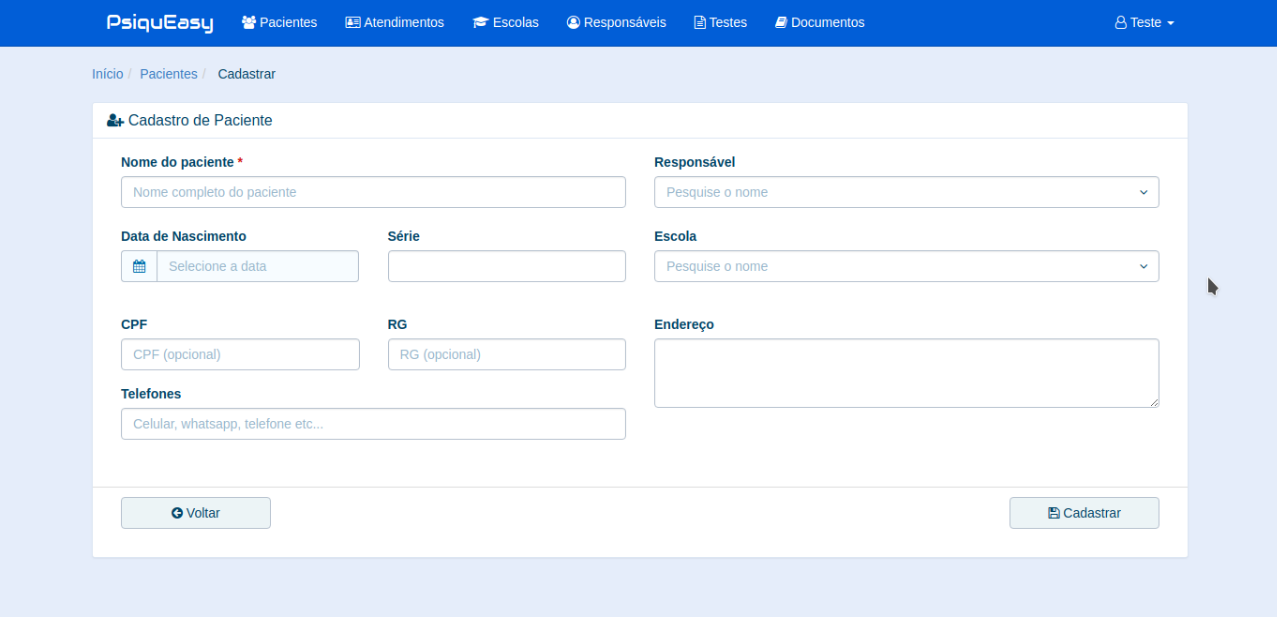 PsiquEasy Pacientes Atendimentos Escolas Responsáveis Testes Documentos Teste
Início / Pacientes / Cadastrar
Cadastro de Paciente
Nome do paciente * Responsável
Nome completo do paciente Pesquise o nome
Data de Nascimento Série Escola
Selecione a data Pesquise o nome
CPF RG Endereço
CPF (opcional) RG (opcional)
Telefones
Celular, whatsapp, telefone etc...
Voltar Cadastrar